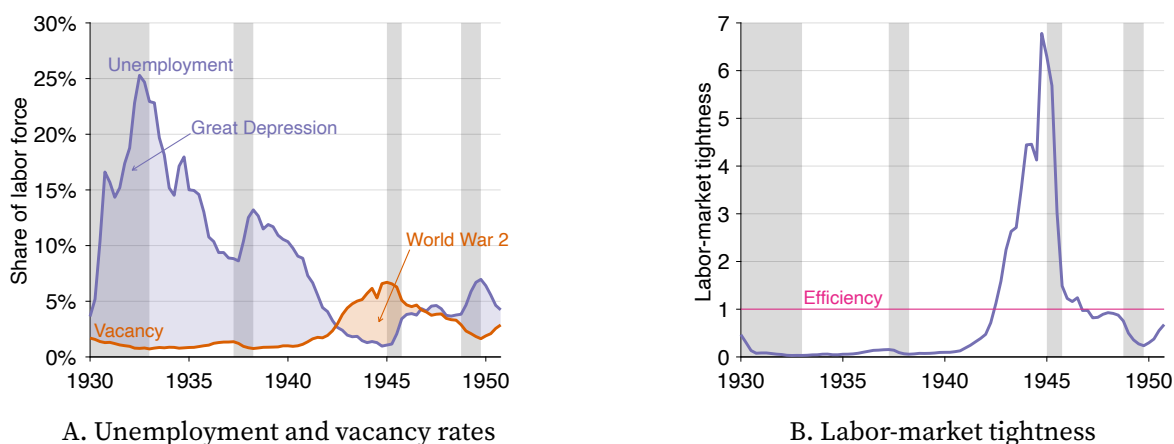 30%
25%
20%
15%
10%
5%
0%
Share of labor force
Unemployment
Great Depression
World War 2
Vacancy
1930 1935 1940 1945 1950
A. Unemployment and vacancy rates
7
6
5
4
3
2
1
0
Labor-market tightness
Efficiency
1930 1935 1940 1945 1950
B. Labor-market tightness